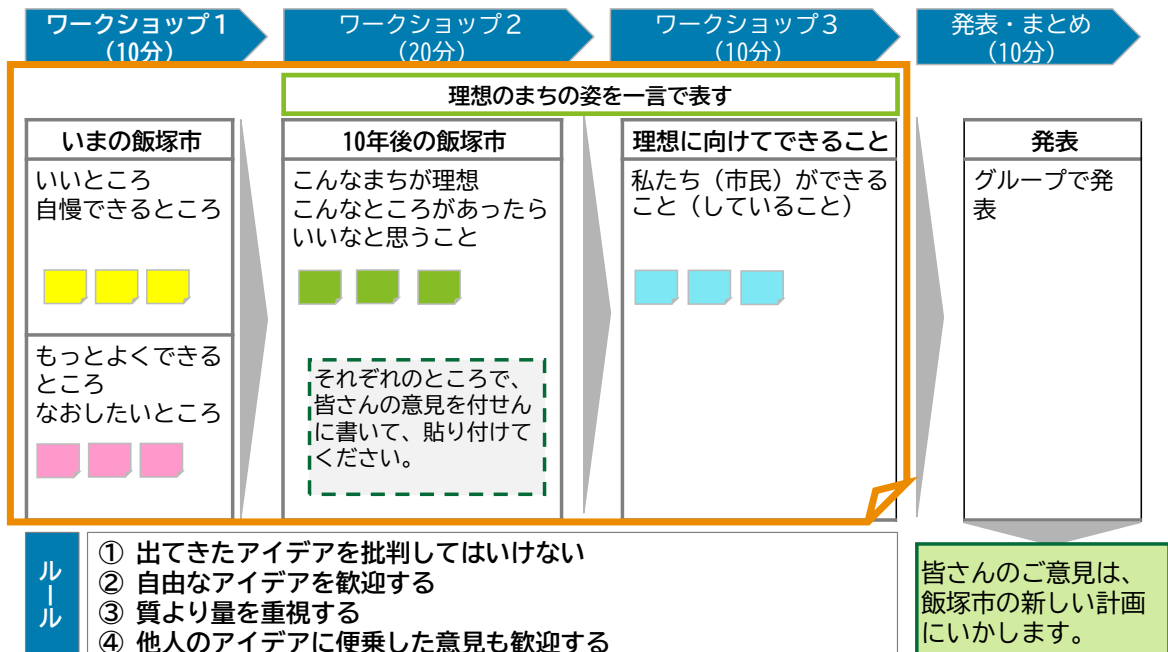 ワークショップ1
(10分)
ワークショップ2
(20分)
ワークショップ3
(10分)
発表・まとめ
(10分)
理想のまちの姿を一言で表す
いまの飯塚市
いいところ
自慢できるところ
もっとよくできる
ところ
なおしたいところ
10年後の飯塚市
こんなまちが理想
こんなところがあったら
いいなと思うこと
それぞれのところで、
皆さんの意見を付せん
に書いて、貼り付けて
ください。
理想に向けてできること
私たち（市民）ができる
こと（していること）
発表
グループで発
表
ルール
① 出てきたアイデアを批判してはいけない
② 自由なアイデアを歓迎する
③ 質より量を重視する
④ 他人のアイデアに便乗した意見も歓迎する
皆さんのご意見は、
飯塚市の新しい計画
にいかします。